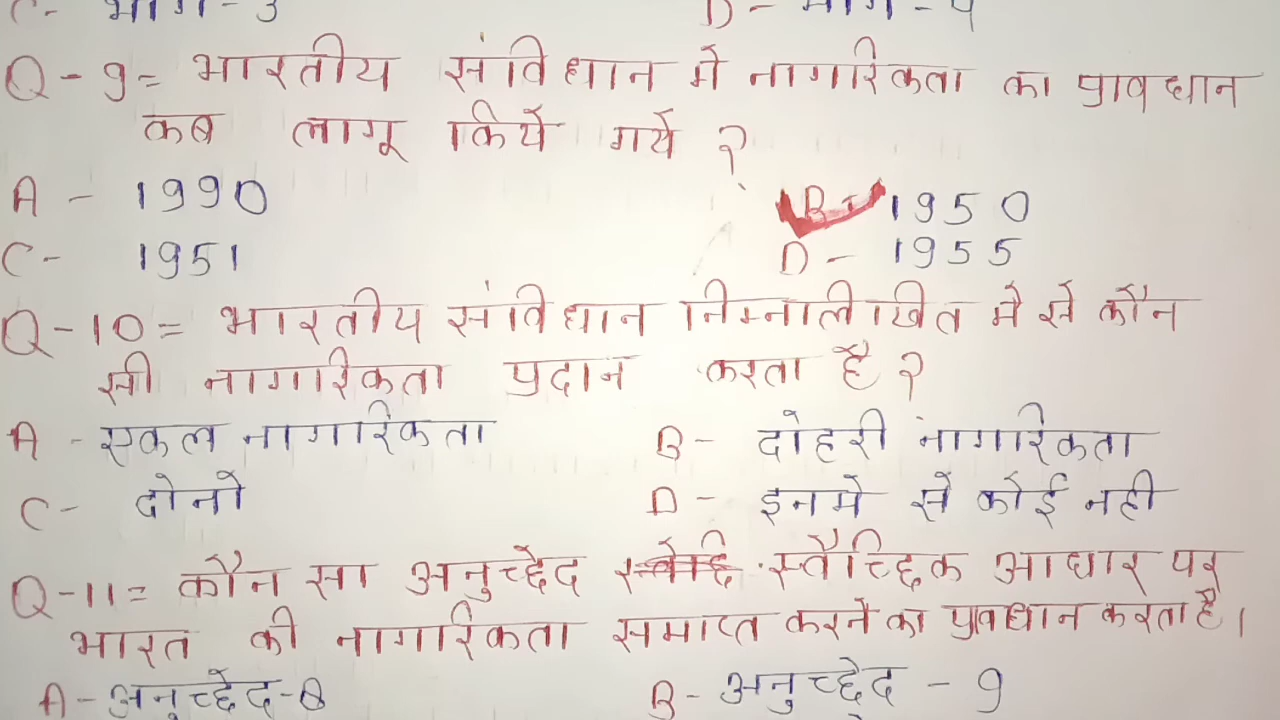 C- भाग-3 D- भाग-4
Q-9= भारतीय संविधान में नागरिकता का प्रावधान
कब लागू किये गये ?
A - 1990 B- 1950
C- 1951 D- 1955
Q-10= भारतीय संविधान निम्नलिखित मे से कौन
सी नागरिकता प्रदान करता है ?
A - एकल नागरिकता B- दोहरी नागरिकता
C- दोनो D- इनमे से कोई नही
Q-11= कौन सा अनुच्छेद स्वैच्छिक आधार पर
भारत की नागरिकता समाप्त करने का प्रावधान करता है।
A-अनुच्छेद-8 B- अनुच्छेद - 9